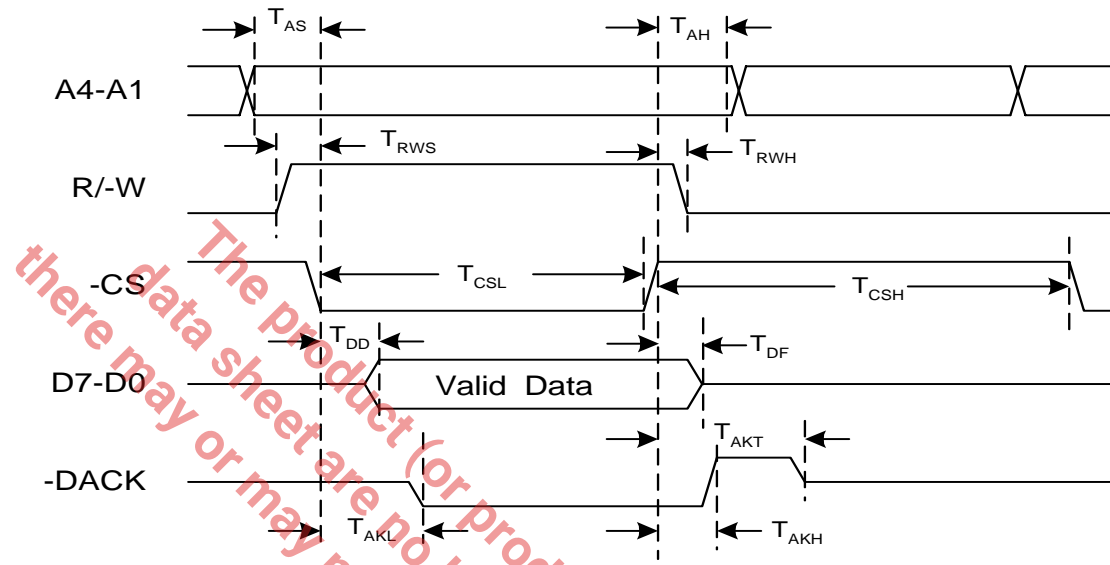 TAS
TAH
A4-A1
TRWS
TRWH
R/-W
-CS
TCSL
TCSH
TDD
TDF
D7-D0
Valid Data
TAKT
-DACK
TAKL
TAKH
The product (or prod
data sheet are no
there may or may